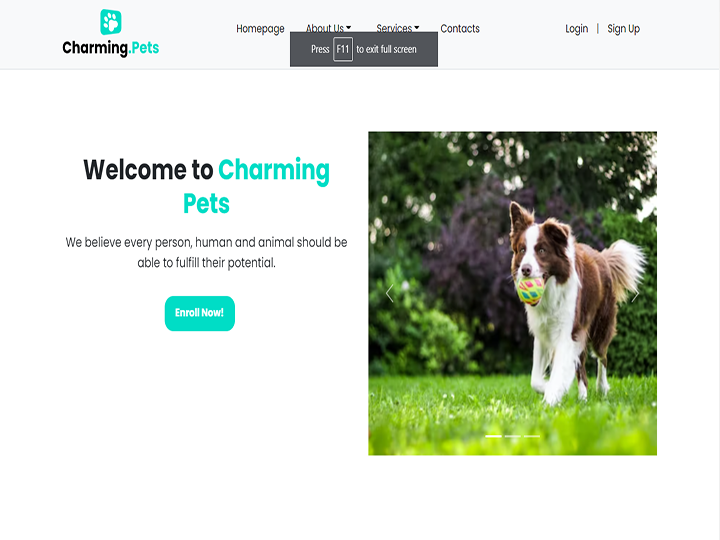 Charming.Pets
Homepage
About Us
Services
Contacts
Login | Sign Up
Press F11 to exit full screen
Welcome to Charming
Pets
We believe every person, human and animal should be
able to fulfill their potential.
Enroll Now!